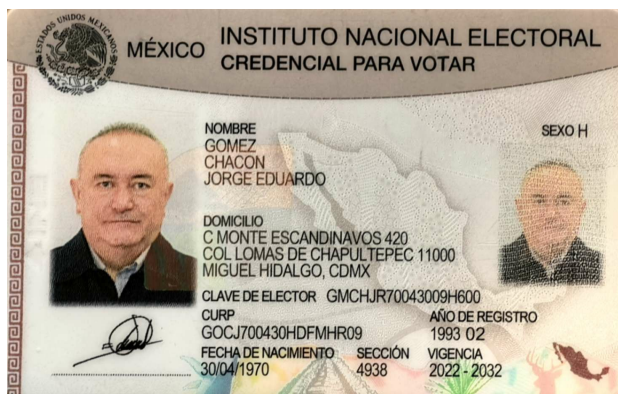 ESTADOS UNIDOS MEXICANOS
MÉXICO INSTITUTO NACIONAL ELECTORAL
CREDENCIAL PARA VOTAR
NOMBRE
GOMEZ
CHACON
JORGE EDUARDO
SEXO H
DOMICILIO
C MONTE ESCANDINAVOS 420
COL LOMAS DE CHAPULTEPEC 11000
MIGUEL HIDALGO, CDMX
CLAVE DE ELECTOR GMCHJR70043009H600
CURP
GOCJ700430HDFMHR09
AÑO DE REGISTRO
1993 02
FECHA DE NACIMIENTO
30/04/1970
SECCIÓN
4938
VIGENCIA
2022 - 2032